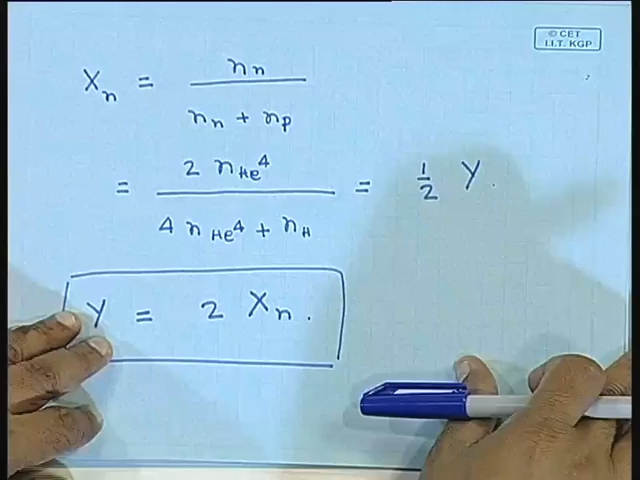 © CET
I.I.T. KGP
Xn = nn / nn + np
= 2 nHe⁴ / 4 nHe⁴ + nH = 1/2 Y.
Y = 2 Xn.